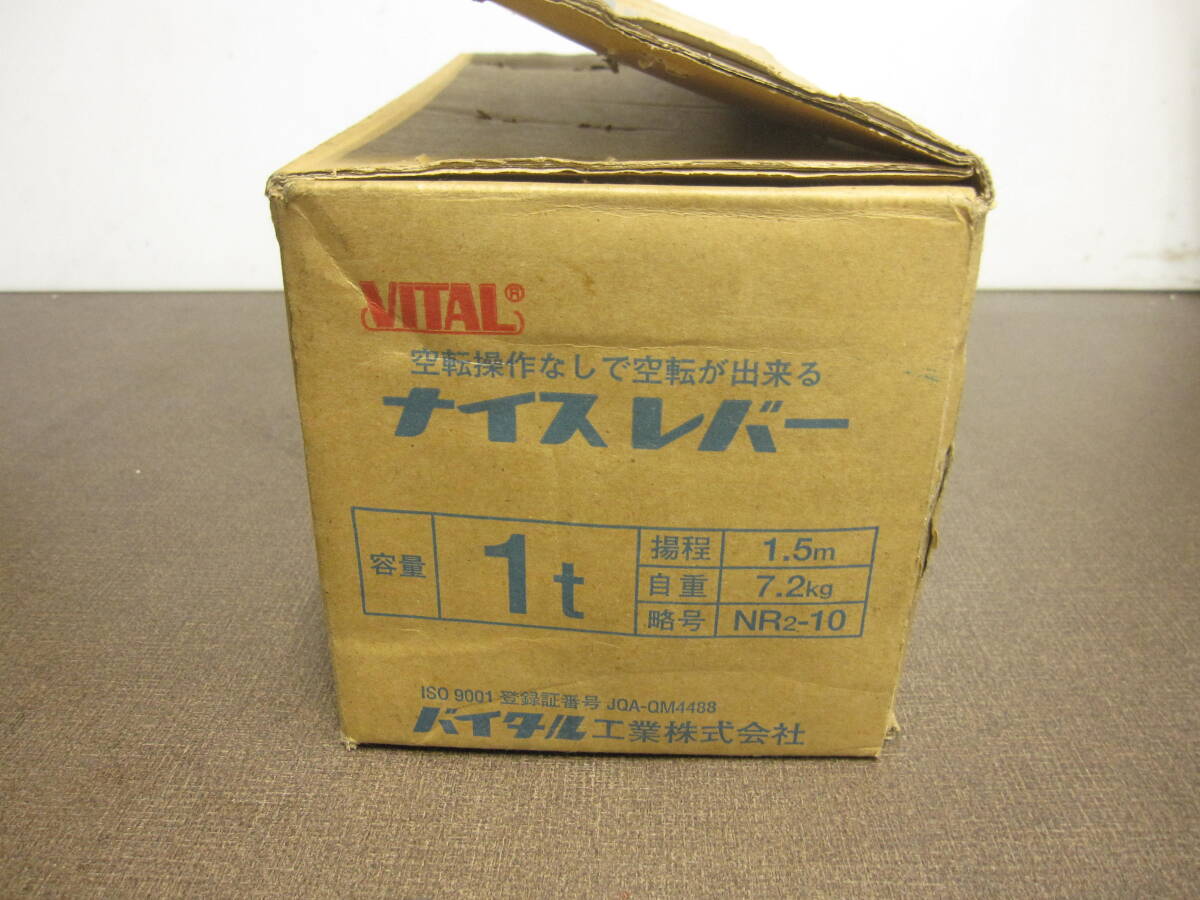 VITAL®
空転操作なしで空転が出来る
ナイスレバー
容量 1t
揚程 1.5m
自重 7.2kg
略号 NR2-10
ISO 9001 登録証番号 JQA-QM4488
バイタル工業株式会社